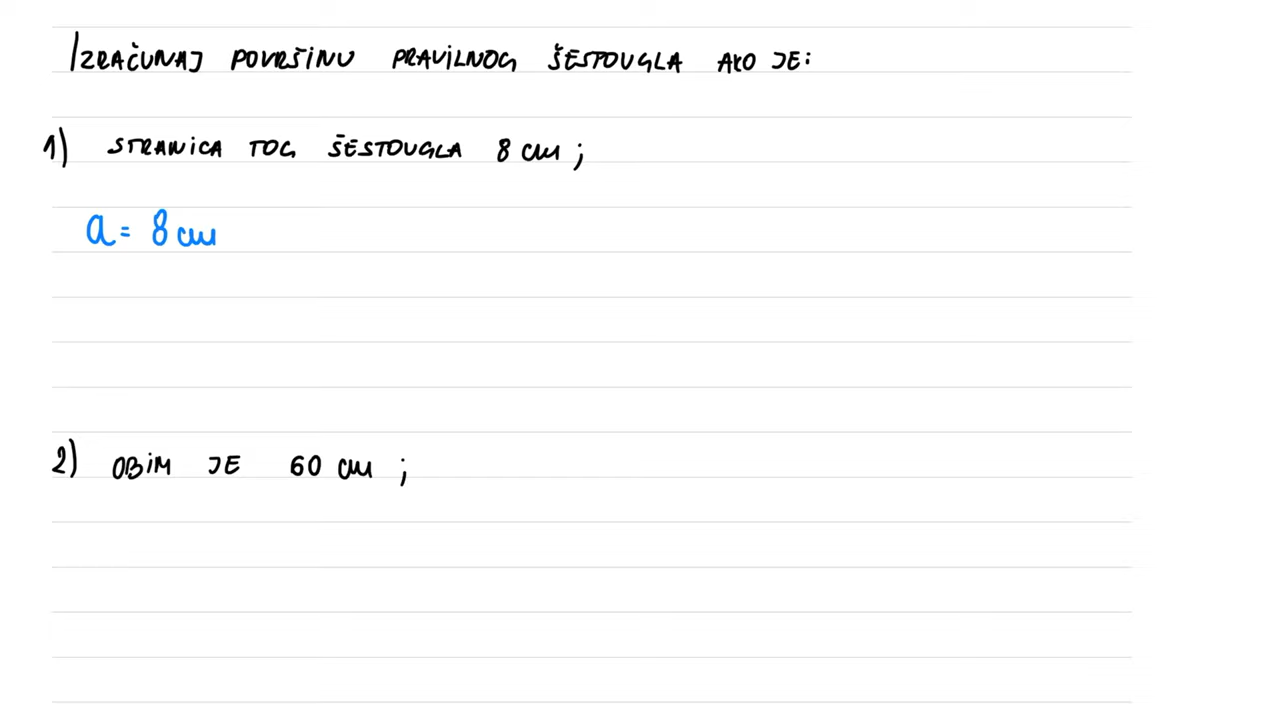 IZRAČUNAJ POVRŠINU PRAVILNOG ŠESTOUGLA AKO JE:
1) STRANICA TOG ŠESTOUGLA 8 cm;
a = 8 cm
2) OBIM JE 60 cm;